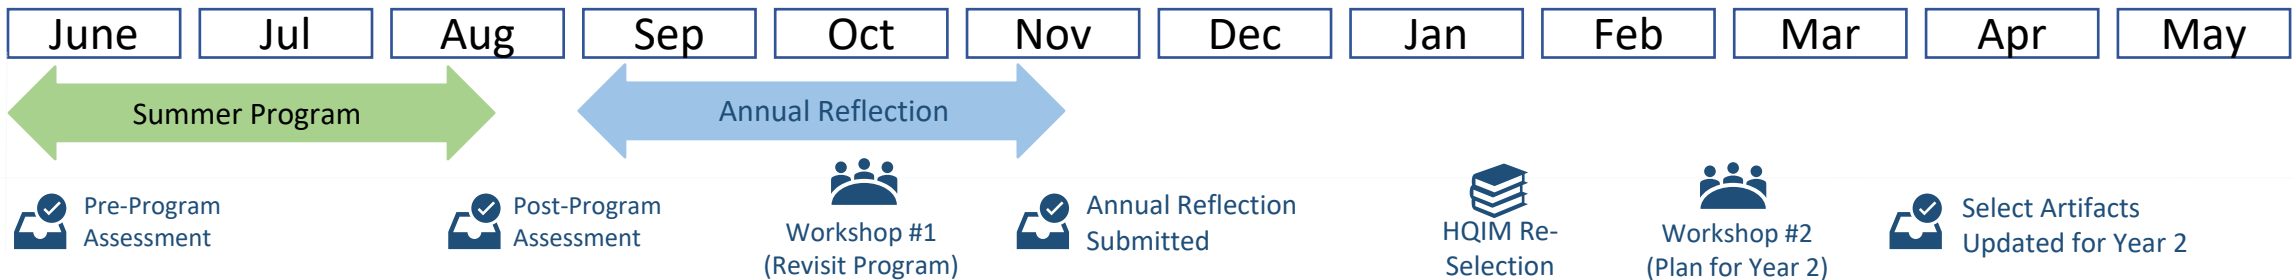 June Jul Aug Sep Oct Nov Dec Jan Feb Mar Apr May
Summer Program
Annual Reflection
Pre-Program
Assessment
Post-Program
Assessment
Workshop #1
(Revisit Program)
Annual Reflection
Submitted
HQIM Re-
Selection
Workshop #2
(Plan for Year 2)
Select Artifacts
Updated for Year 2